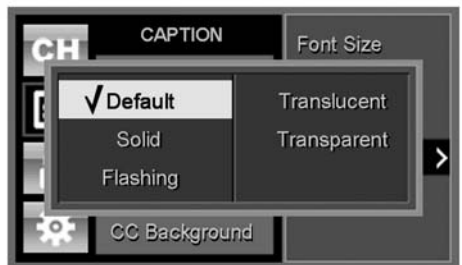 CH
CAPTION
Font Size
√ Default
Solid
Flashing
Translucent
Transparent
>
CC Background